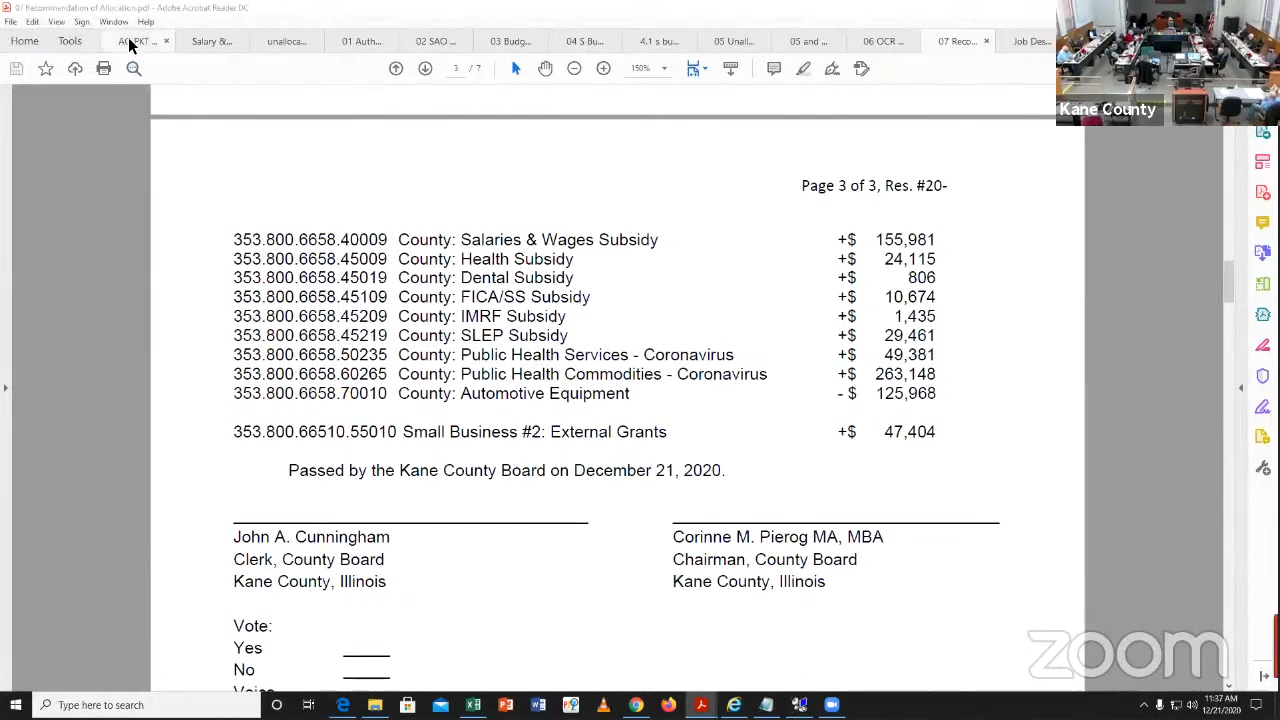 07 Recommendation of Allocation.pdf - Adobe Acrobat Reader DC
File Edit View Sign Window Help
Home Tools AG PKT ... Salary &... unalloca... 01 Auth... 02 SAO ... 04 S Bu... 4.1 s bu... 05 Unall... 05 and ... 06 OCR ... 07 Reco... Job Des...
3 / 7 150%
Kane County
Page 3 of 3, Res. #20-
353.800.6658.40009 County: Salaries & Wages Subsidy +$ 155,981
353.800.6658.45009 County: Health Subsidy +$ 24,115
353.800.6658.45019 County: Dental Subsidy +$ 806
353.800.6658.45109 County: FICA/SS Subsidy +$ 10,674
353.800.6658.45209 County: IMRF Subsidy +$ 1,435
353.800.6658.45219 County: SLEP Subsidy +$ 29,461
353.800.6658.50235 County: Public Health Services - Coronavirus +$ 49,381
353.800.6658.60265 County: Public Health Commodities - Coronavirus +$ 263,148
353.800.6658.70010 County: Automotive Equipment - $ 125,968
353.800.66510.55010 Small Business #2: External Grants +$ 47,404
Passed by the Kane County Board on December 21, 2020.
John A. Cunningham Corinne M. Pierog MA, MBA
Clerk, County Board Chairman, County Board
Kane County, Illinois Kane County, Illinois
Vote:
Yes
No
Voice
zoom
Type here to search
11:37 AM
12/21/2020